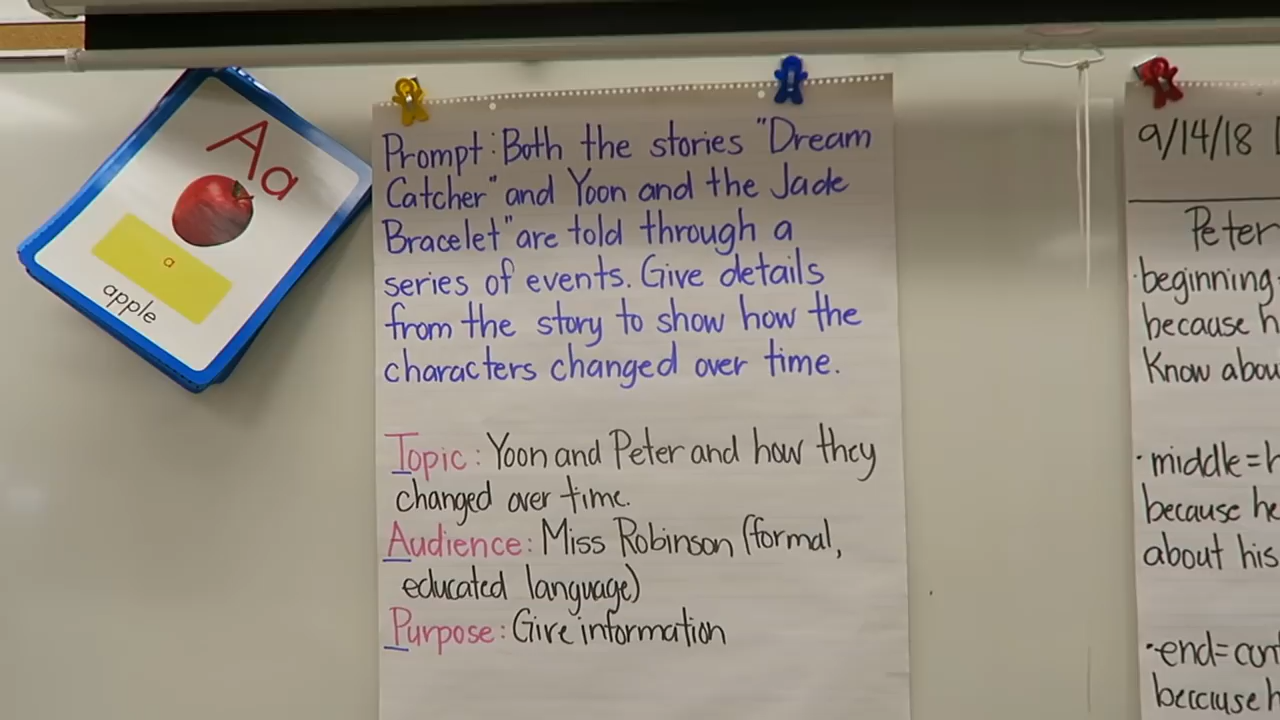 Aa
a
apple
Prompt: Both the stories "Dream
Catcher" and Yoon and the Jade
Bracelet" are told through a
series of events. Give details
from the story to show how the
characters changed over time.
Topic: Yoon and Peter and how they
changed over time.
Audience: Miss Robinson (formal,
educated language)
Purpose: Give information
9/14/18
Peter
·beginning
because h
Know abou
·middle=h
because he
about his
·end=con
because h